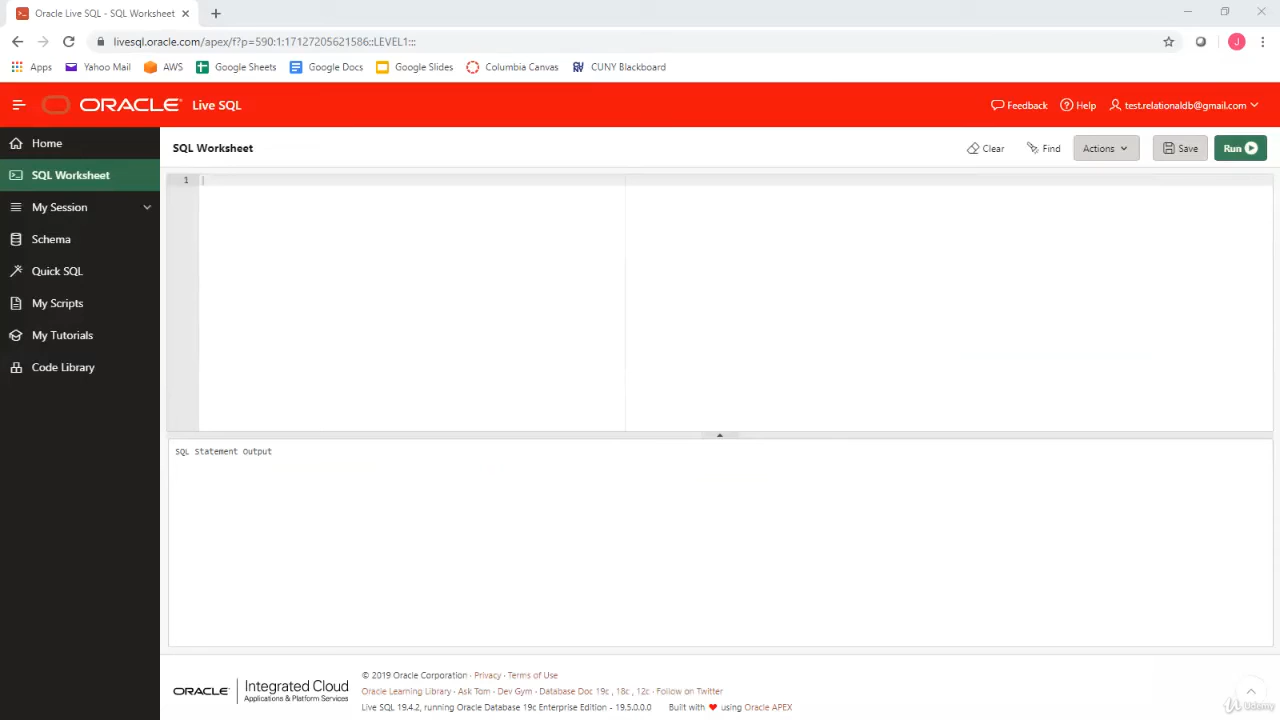 Oracle Live SQL - SQL Worksheet
livesql.oracle.com/apex/f?p=590:1:17127205621586::LEVEL1:::
J
Apps Yahoo Mail AWS Google Sheets Google Docs Google Slides Columbia Canvas CUNY Blackboard
ORACLE Live SQL Feedback Help test.relationaldb@gmail.com
Home
SQL Worksheet
My Session
Schema
Quick SQL
My Scripts
My Tutorials
Code Library
SQL Worksheet Clear Find Actions Save Run
1
SQL Statement Output
ORACLE Integrated Cloud
Applications & Platform Services
© 2019 Oracle Corporation · Privacy · Terms of Use
Oracle Learning Library · Ask Tom · Dev Gym · Database Doc 19c , 18c , 12c · Follow on Twitter
Live SQL 19.4.2, running Oracle Database 19c Enterprise Edition - 19.5.0.0.0 Built with ❤ using Oracle APEX
Udemy